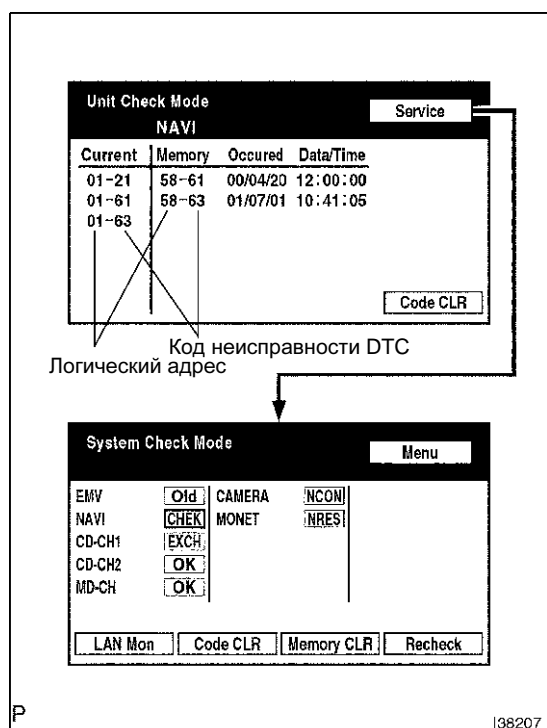 Unit Check Mode Service
NAVI
Current Memory Occured Data/Time
01-21 58-61 00/04/20 12:00:00
01-61 58-63 01/07/01 10:41:05
01-63
Code CLR
Код неисправности DTC
Логический адрес
System Check Mode Menu
EMV Old CAMERA NCON
NAVI CHEK MONET NRES
CD-CH1 EXCH
CD-CH2 OK
MD-CH OK
LAN Mon Code CLR Memory CLR Recheck
P I38207